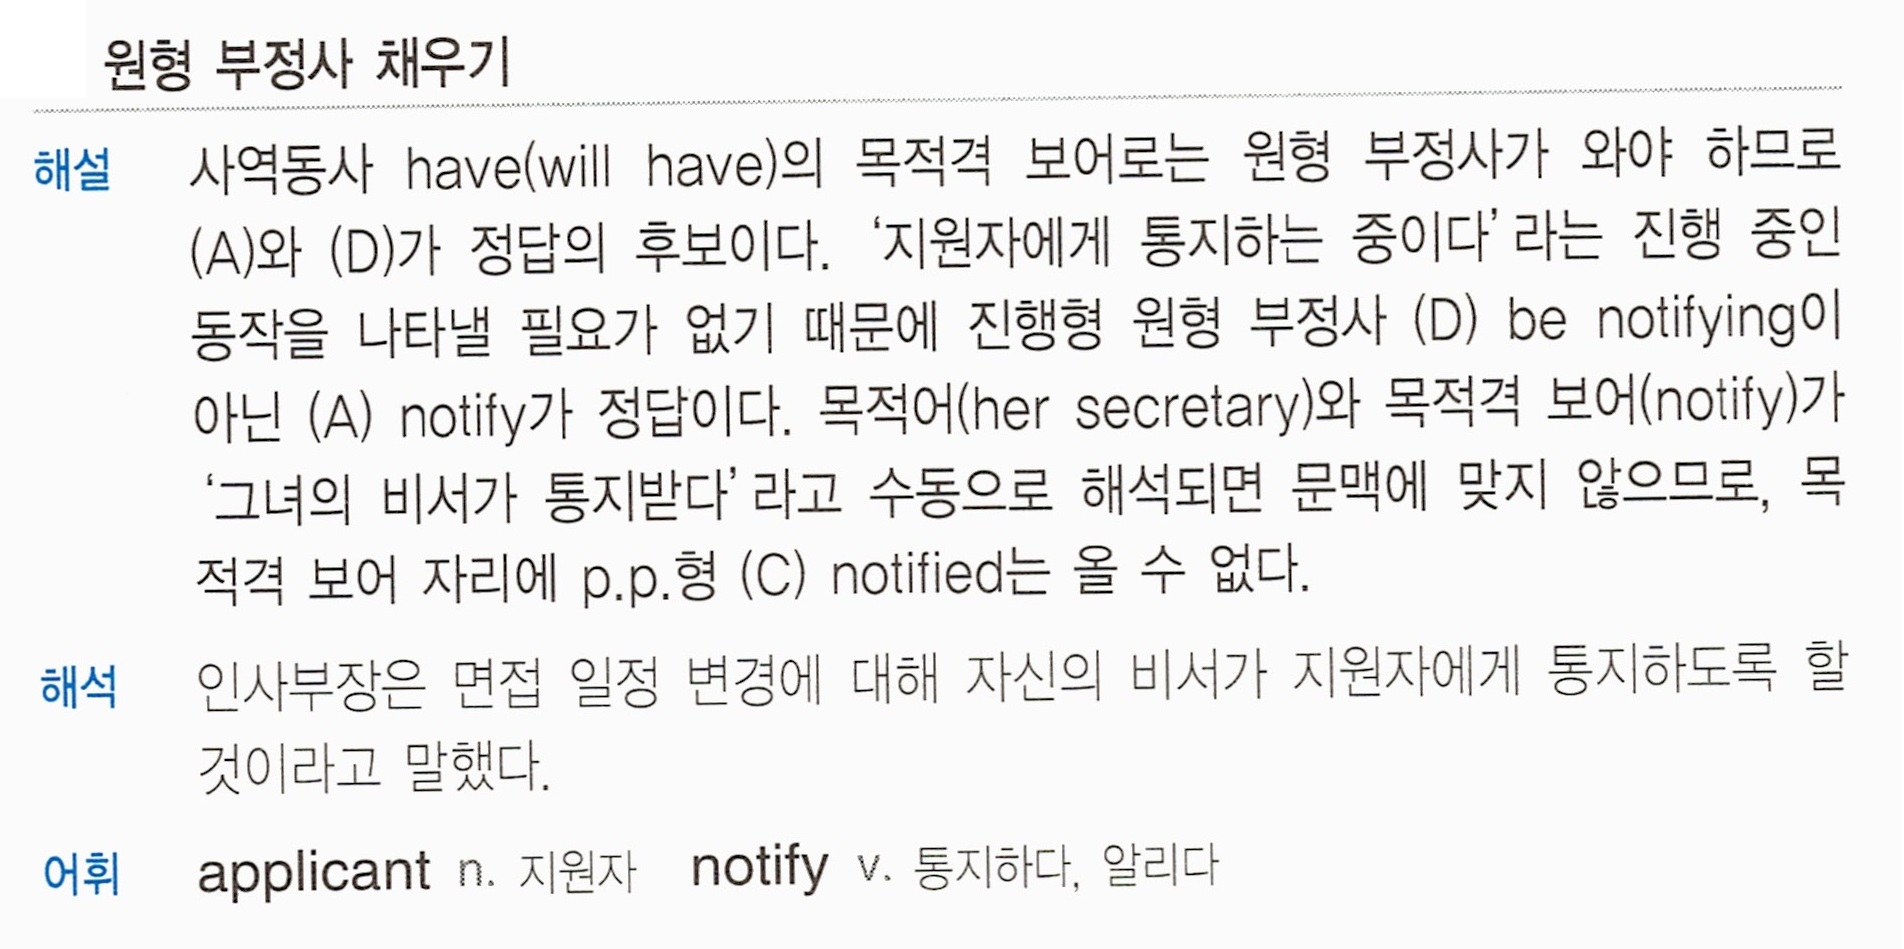 원형 부정사 채우기
해설 사역동사 have(will have)의 목적격 보어로는 원형 부정사가 와야 하므로
(A)와 (D)가 정답의 후보이다. ‘지원자에게 통지하는 중이다’라는 진행 중인
동작을 나타낼 필요가 없기 때문에 진행형 원형 부정사 (D) be notifying이
아닌 (A) notify가 정답이다. 목적어(her secretary)와 목적격 보어(notify)가
‘그녀의 비서가 통지받다’라고 수동으로 해석되면 문맥에 맞지 않으므로, 목
적격 보어 자리에 p.p.형 (C) notified는 올 수 없다.
해석 인사부장은 면접 일정 변경에 대해 자신의 비서가 지원자에게 통지하도록 할
것이라고 말했다.
어휘 applicant n. 지원자 notify v. 통지하다, 알리다